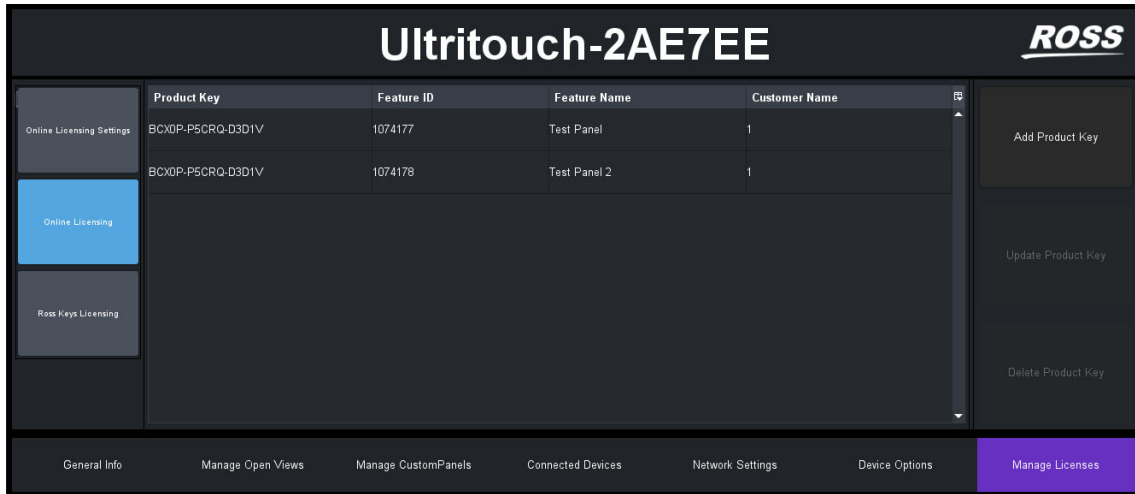 Ultritouch-2AE7EE
ROSS
Online Licensing Settings
Online Licensing
Ross Keys Licensing
Product Key Feature ID Feature Name Customer Name
BCX0P-P5CRQ-D3D1V 1074177 Test Panel 1
BCX0P-P5CRQ-D3D1V 1074178 Test Panel 2 1
Add Product Key
Update Product Key
Delete Product Key
General Info Manage Open Views Manage CustomPanels Connected Devices Network Settings Device Options Manage Licenses